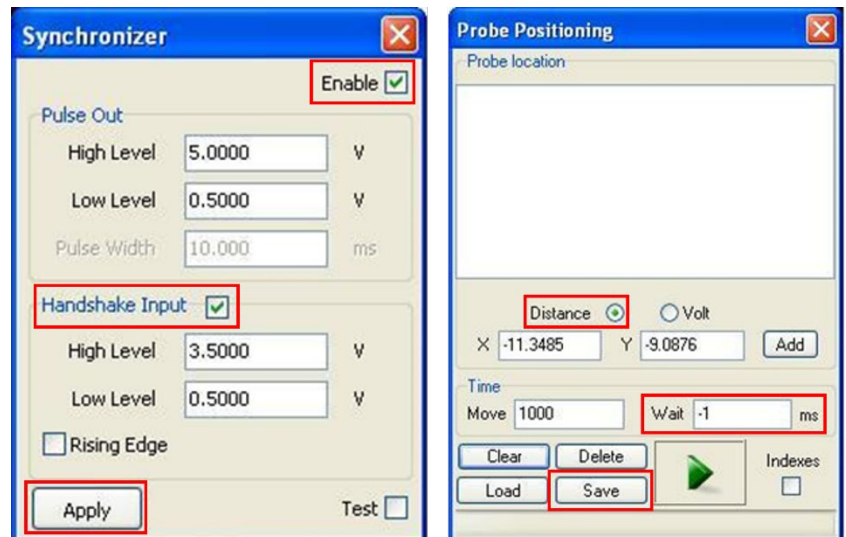 Synchronizer
Enable
Pulse Out
High Level 5.0000 V
Low Level 0.5000 V
Pulse Width 10.000 ms
Handshake Input
High Level 3.5000 V
Low Level 0.5000 V
Rising Edge
Apply Test
Probe Positioning
Probe location
Distance Volt
X -11.3485 Y -9.0876 Add
Time
Move 1000 Wait -1 ms
Clear Delete Indexes
Load Save